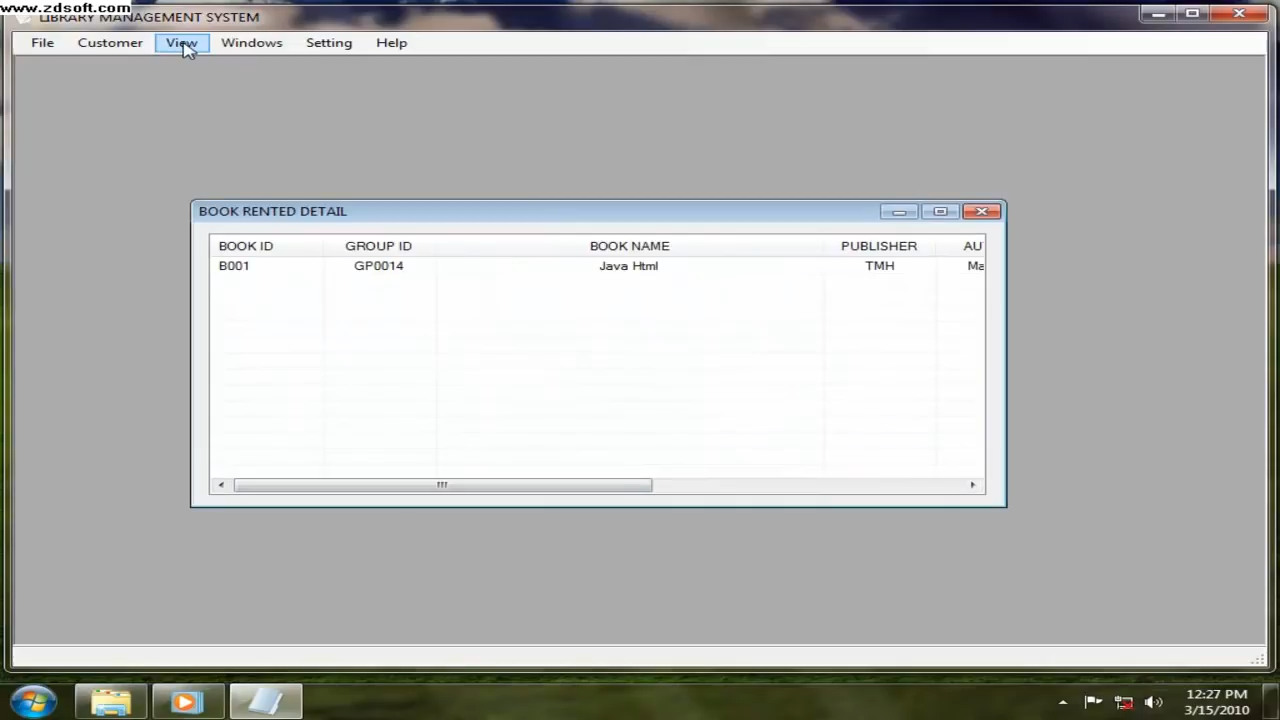 www.zdsoft.com
LIBRARY MANAGEMENT SYSTEM
File Customer View Windows Setting Help
BOOK RENTED DETAIL
BOOK ID GROUP ID BOOK NAME PUBLISHER AU
B001 GP0014 Java Html TMH Ma
12:27 PM
3/15/2010